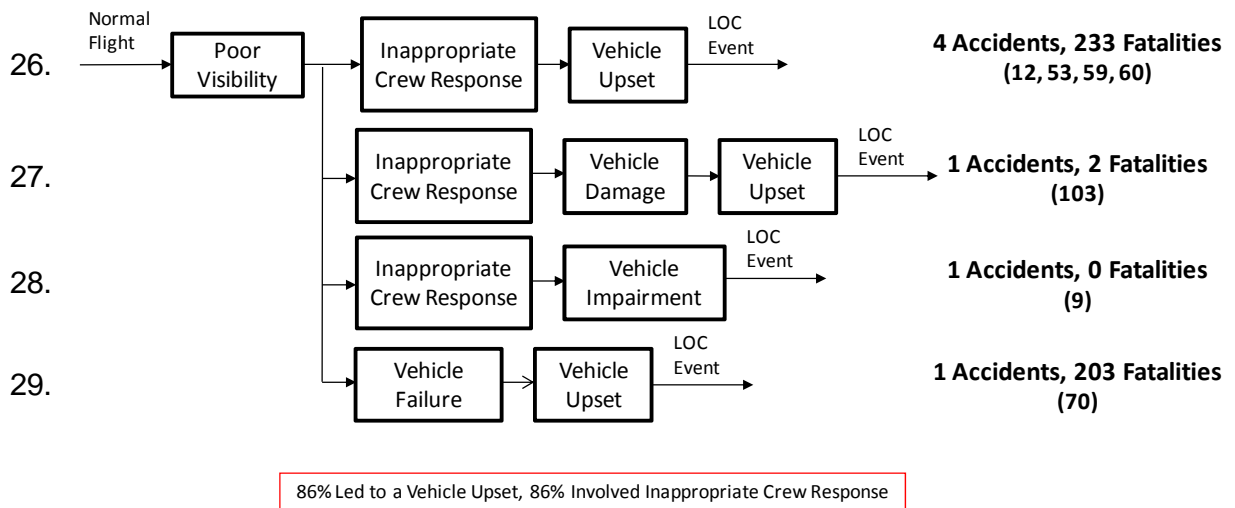 Normal
Flight
26.
Poor
Visibility
Inappropriate
Crew Response
Vehicle
Upset
LOC
Event
4 Accidents, 233 Fatalities
(12, 53, 59, 60)
27.
Inappropriate
Crew Response
Vehicle
Damage
Vehicle
Upset
LOC
Event
1 Accidents, 2 Fatalities
(103)
28.
Inappropriate
Crew Response
Vehicle
Impairment
LOC
Event
1 Accidents, 0 Fatalities
(9)
29.
Vehicle
Failure
Vehicle
Upset
LOC
Event
1 Accidents, 203 Fatalities
(70)
86% Led to a Vehicle Upset, 86% Involved Inappropriate Crew Response